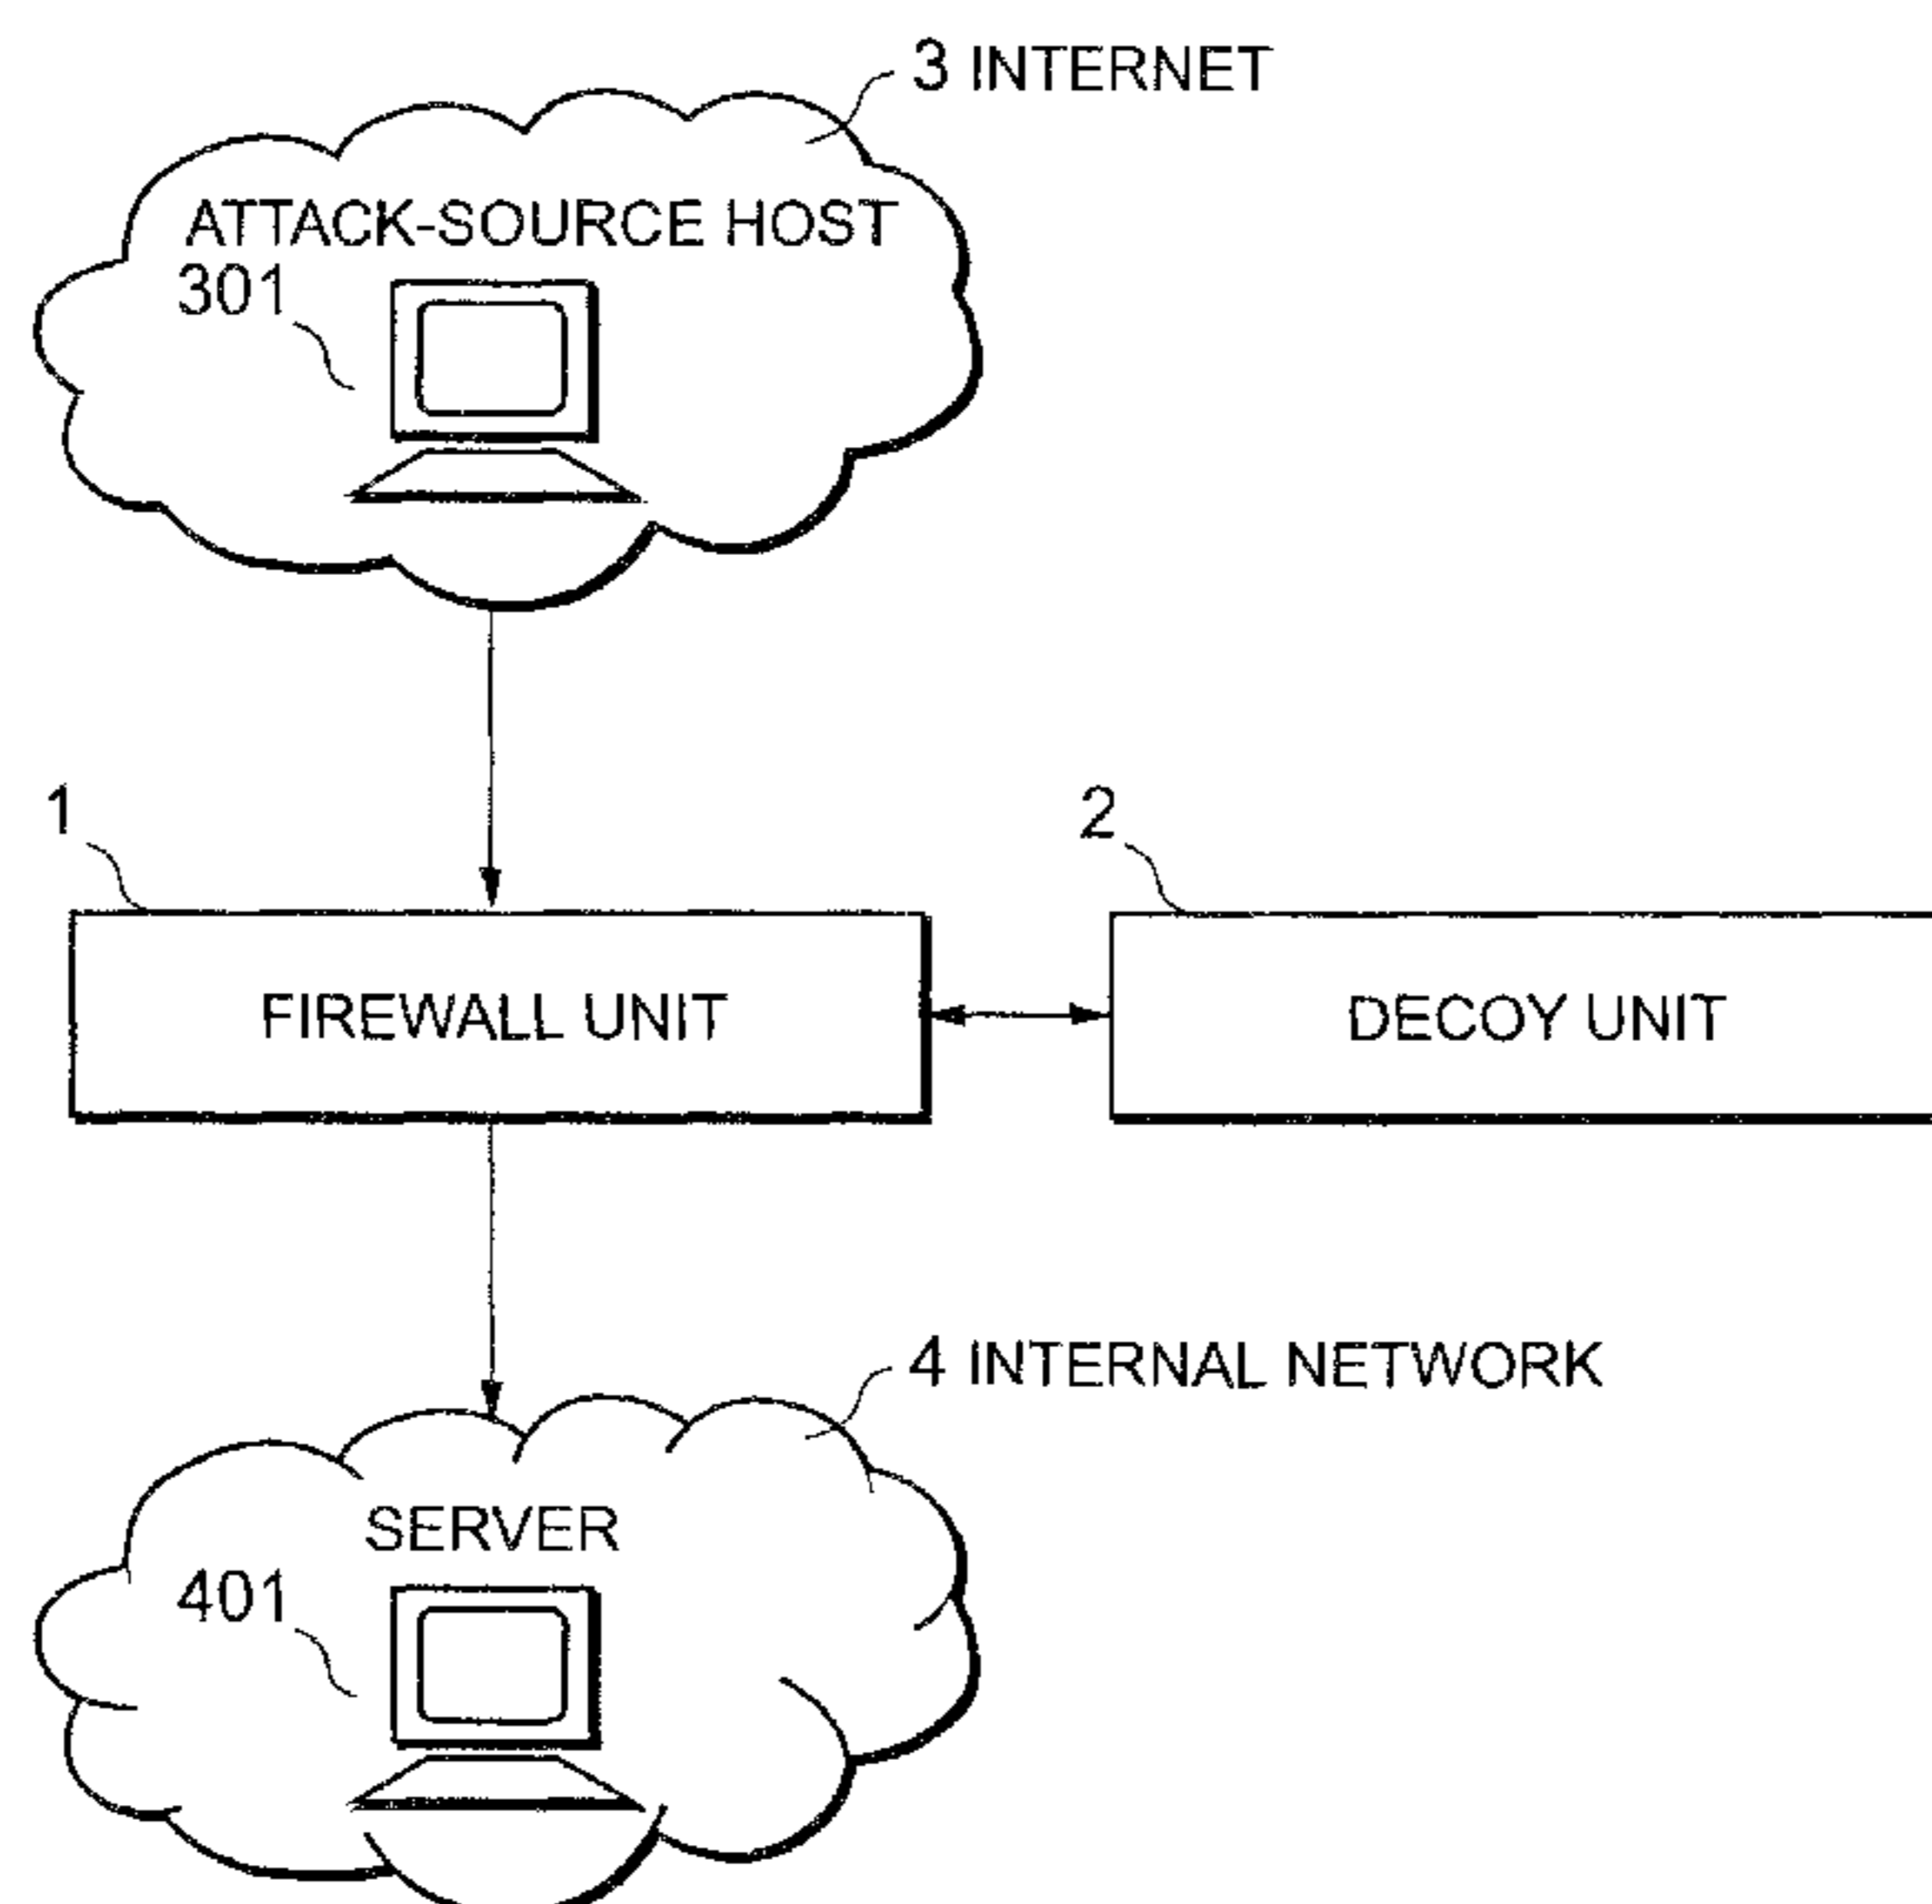 3 INTERNET
ATTACK-SOURCE HOST
301
1
2
FIREWALL UNIT
DECOY UNIT
4 INTERNAL NETWORK
SERVER
401